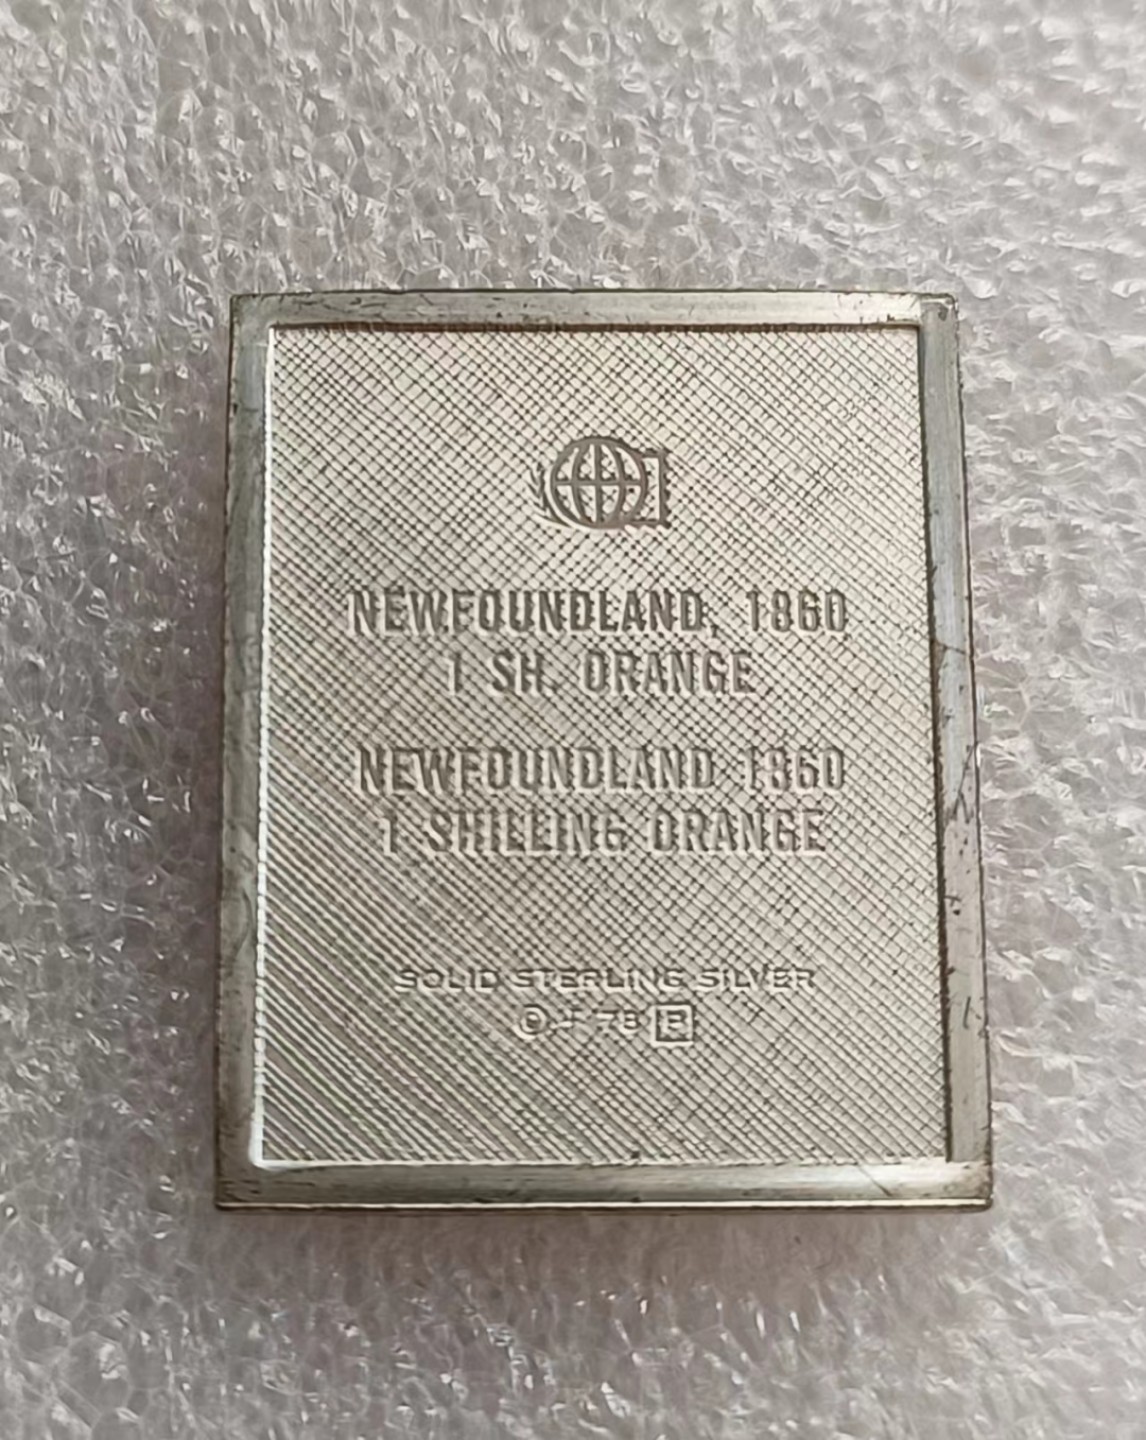 NEWFOUNDLAND, 1860
1 SH. ORANGE
NEWFOUNDLAND 1860
1 SHILLING ORANGE
SOLID STERLING SILVER
© 78 P